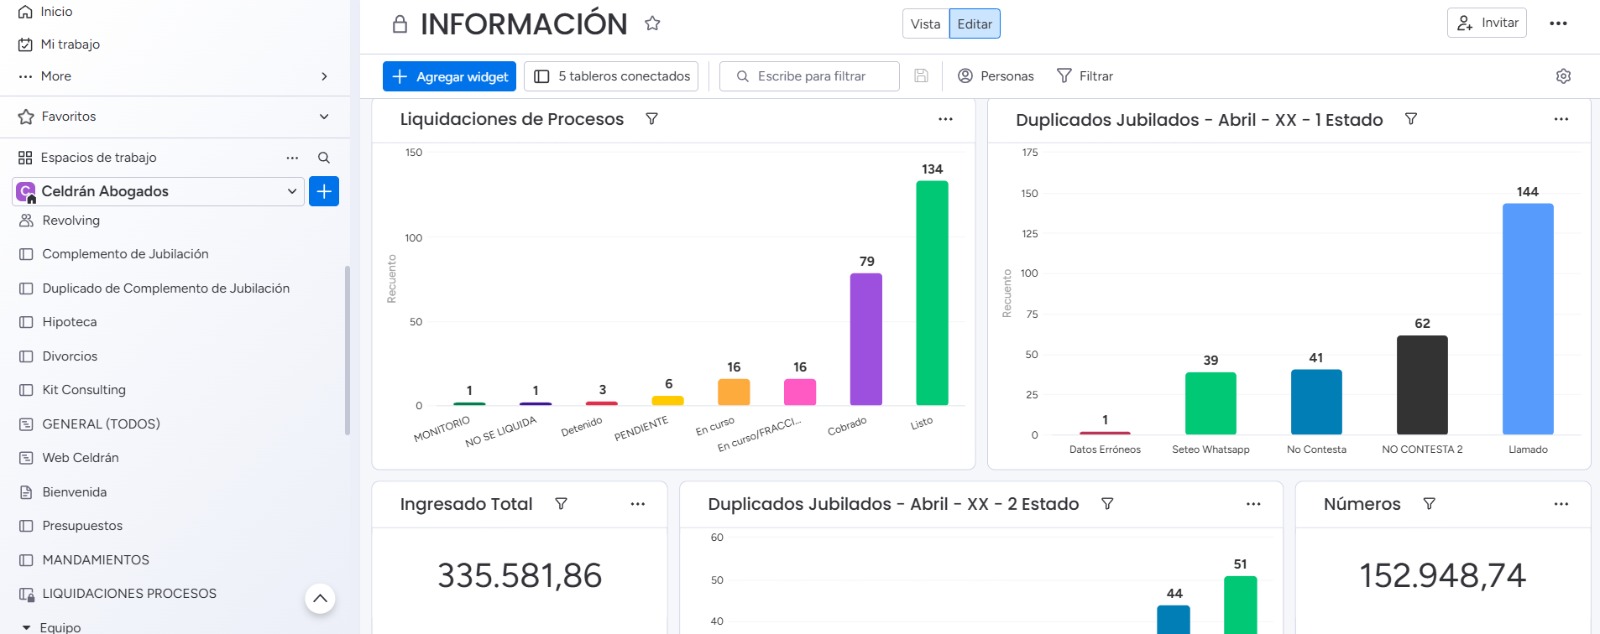 Inicio
Mi trabajo
More
Favoritos
Espacios de trabajo
C Celdrán Abogados
Revolving
Complemento de Jubilación
Duplicado de Complemento de Jubilación
Hipoteca
Divorcios
Kit Consulting
GENERAL (TODOS)
Web Celdrán
Bienvenida
Presupuestos
MANDAMIENTOS
LIQUIDACIONES PROCESOS
Equipo
INFORMACIÓN
Vista Editar
Invitar
Agregar widget
5 tableros conectados
Escribe para filtrar
Personas
Filtrar
Liquidaciones de Procesos
Recuento
150
100
50
0
1
1
3
6
16
16
79
134
MONITORIO
NO SE LIQUIDA
Detenido
PENDIENTE
En curso
En curso/FRACCI...
Cobrado
Listo
Duplicados Jubilados - Abril - XX - 1 Estado
Recuento
175
150
125
100
75
50
25
0
1
39
41
62
144
Datos Erróneos
Seteo Whatsapp
No Contesta
NO CONTESTA 2
Llamado
Ingresado Total
335.581,86
Duplicados Jubilados - Abril - XX - 2 Estado
60
50
40
44
51
Números
152.948,74